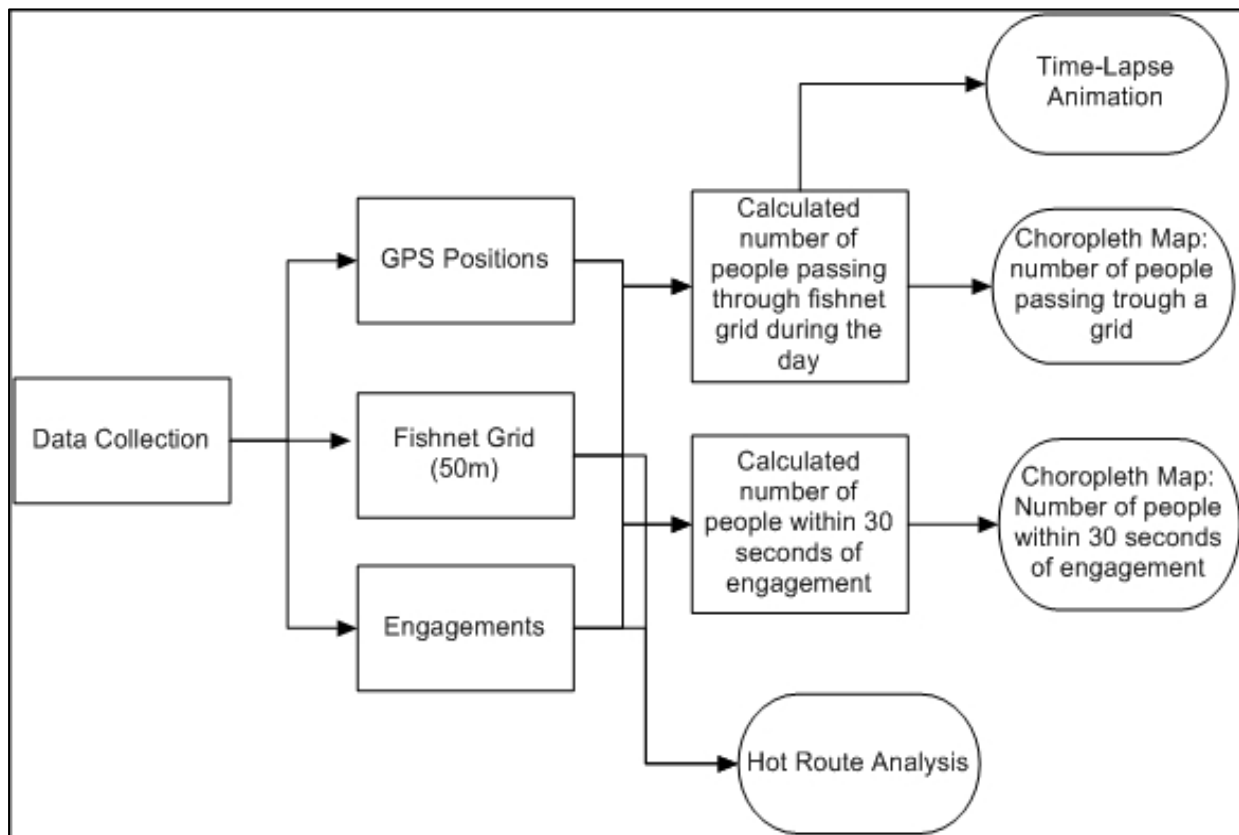 Time-Lapse
Animation
GPS Positions
Calculated
number of
people passing
through fishnet
grid during the
day
Choropleth Map:
number of people
passing trough a
grid
Data Collection
Fishnet Grid
(50m)
Calculated
number of
people within 30
seconds of
engagement
Choropleth Map:
Number of people
within 30 seconds
of engagement
Engagements
Hot Route Analysis